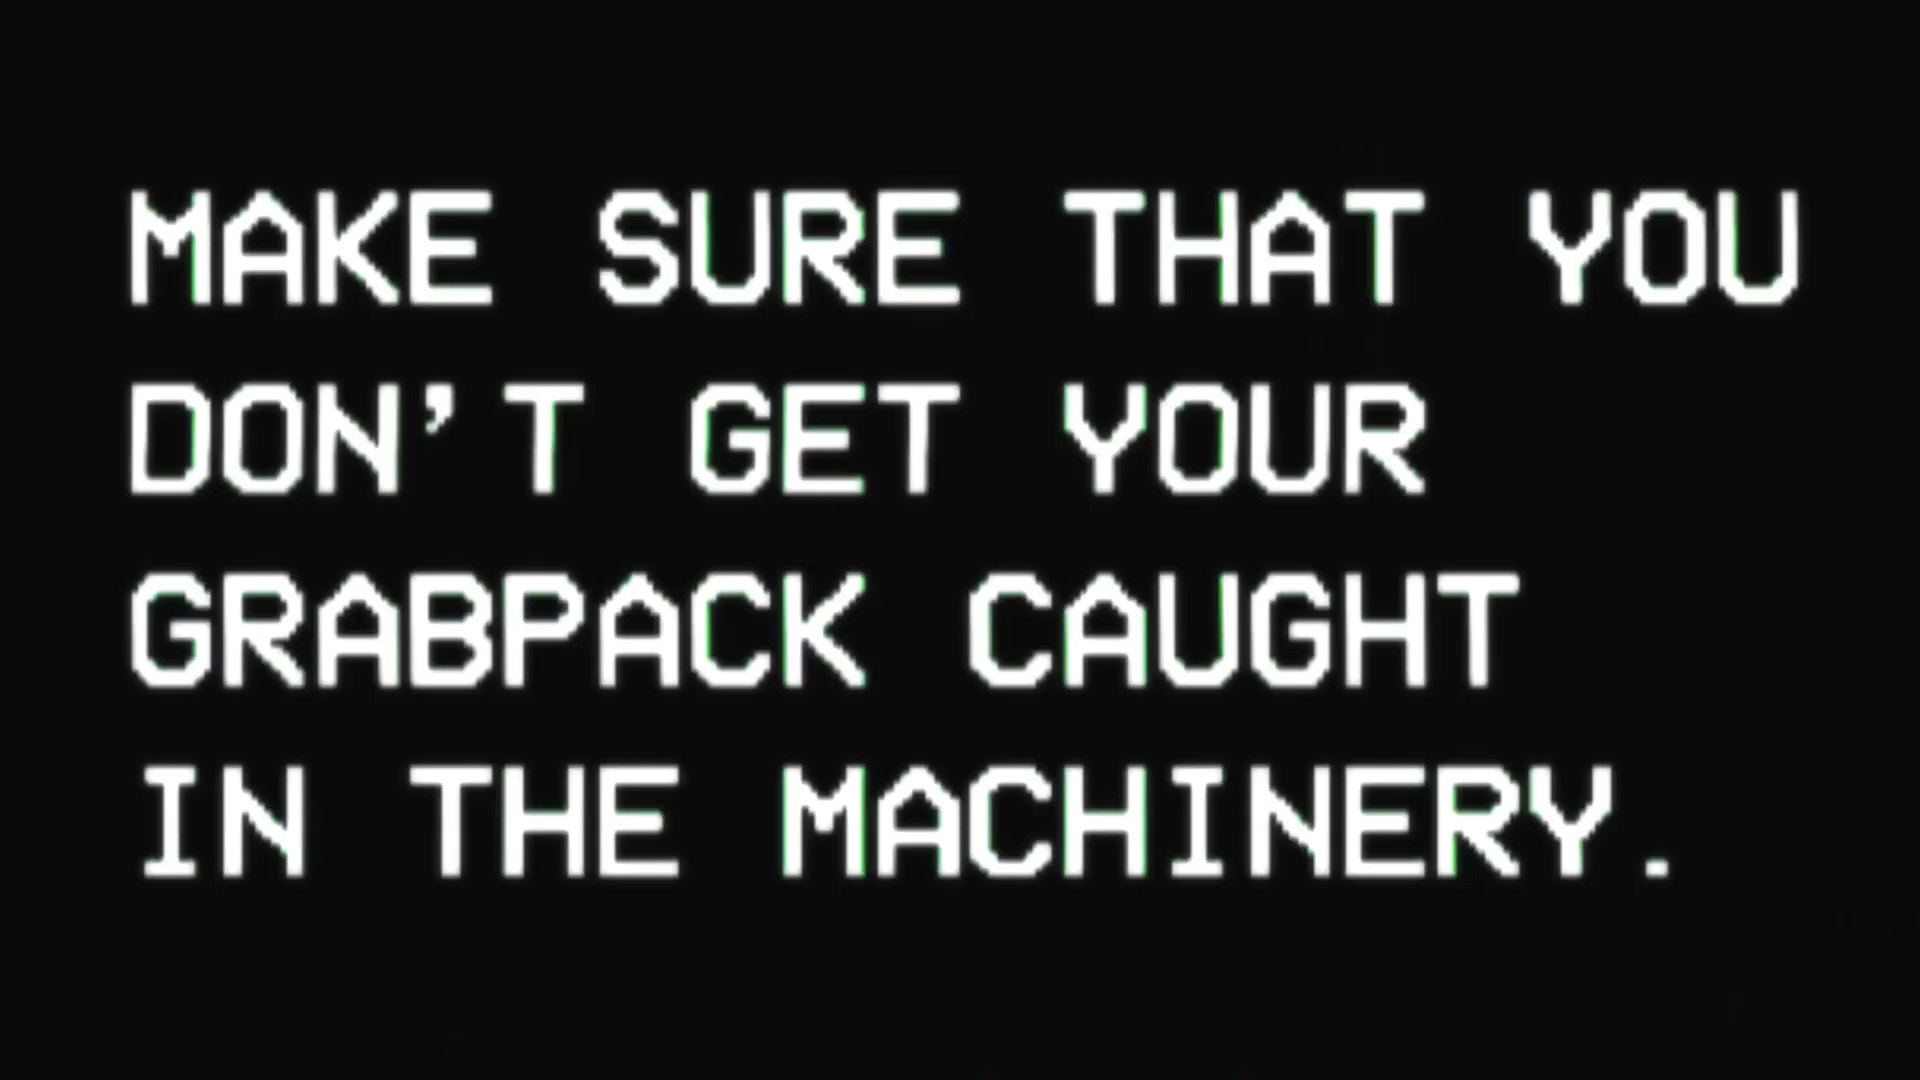 MAKE SURE THAT YOU
DON'T GET YOUR
GRABPACK CAUGHT
IN THE MACHINERY.